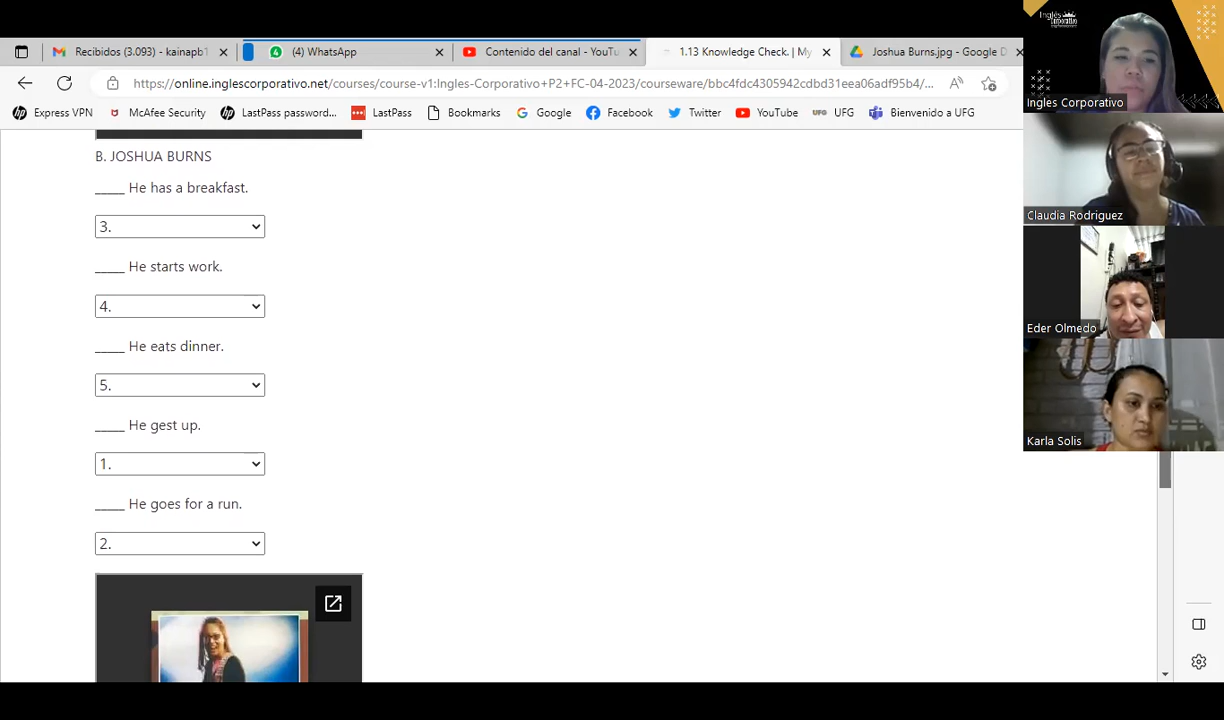 Recibidos (3.093) - kainapb1
(4) WhatsApp
Contenido del canal - YouTu
1.13 Knowledge Check. | My
Joshua Burns.jpg - Google D
https://online.inglescorporativo.net/courses/course-v1:Ingles-Corporativo+P2+FC-04-2023/courseware/bbc4fdc4305942cdbd31eea06adf95b4/...
Express VPN McAfee Security LastPass password... LastPass Bookmarks Google Facebook Twitter YouTube UFG Bienvenido a UFG
B. JOSHUA BURNS
_____ He has a breakfast.
3.
_____ He starts work.
4.
_____ He eats dinner.
5.
_____ He gest up.
1.
_____ He goes for a run.
2.
Inglés
Corporativo
Ingles Corporativo
Claudia Rodriguez
Eder Olmedo
Karla Solis